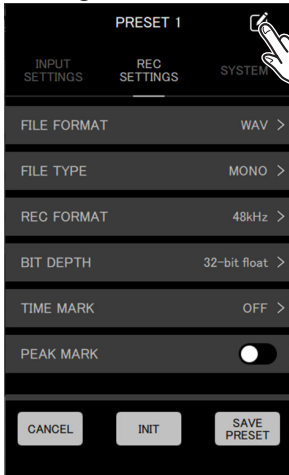 PRESET 1
INPUT
SETTINGS
REC
SETTINGS
SYSTEM
FILE FORMAT WAV >
FILE TYPE MONO >
REC FORMAT 48kHz >
BIT DEPTH 32-bit float >
TIME MARK OFF >
PEAK MARK
CANCEL
INIT
SAVE
PRESET